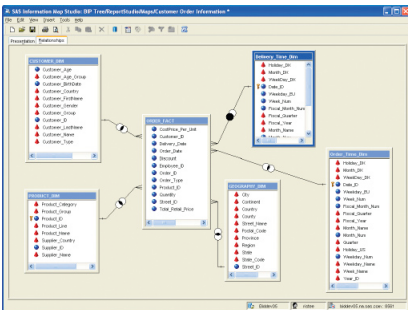 SAS Information Map Studio: BIP Tree/ReportStudioMaps/Customer Order Information *
File Edit View Insert Tools Help
Presentation Relationships
CUSTOMER_DIM
Customer_Age
Customer_Age_Group
Customer_BirthDate
Customer_Country
Customer_FirstName
Customer_Gender
Customer_Group
Customer_ID
Customer_LastName
Customer_Name
Customer_Type
PRODUCT_DIM
Product_Category
Product_Group
Product_ID
Product_Line
Product_Name
Supplier_Country
Supplier_ID
Supplier_Name
ORDER_FACT
CostPrice_Per_Unit
Customer_ID
Delivery_Date
Order_Date
Discount
Employee_ID
Order_ID
Order_Type
Product_ID
Quantity
Street_ID
Total_Retail_Price
GEOGRAPHY_DIM
City
Continent
Country
County
Street_Name
Postal_Code
Province
Region
State
State_Code
Street_ID
Delivery_Time_Dim
Holiday_DK
Month_DK
WeekDay_DK
Date_ID
Weekday_EU
Week_Num
Fiscal_Month_Num
Fiscal_Quarter
Fiscal_Year
Month_Name
Order_Time_Dim
Holiday_DK
Month_DK
WeekDay_DK
Date_ID
Weekday_EU
Week_Num
Fiscal_Month_Num
Fiscal_Quarter
Fiscal_Year
Month_Name
Month_Num
Quarter
Holiday_US
Weekday_Num
Weekday_Name
Week_Name
Year_ID